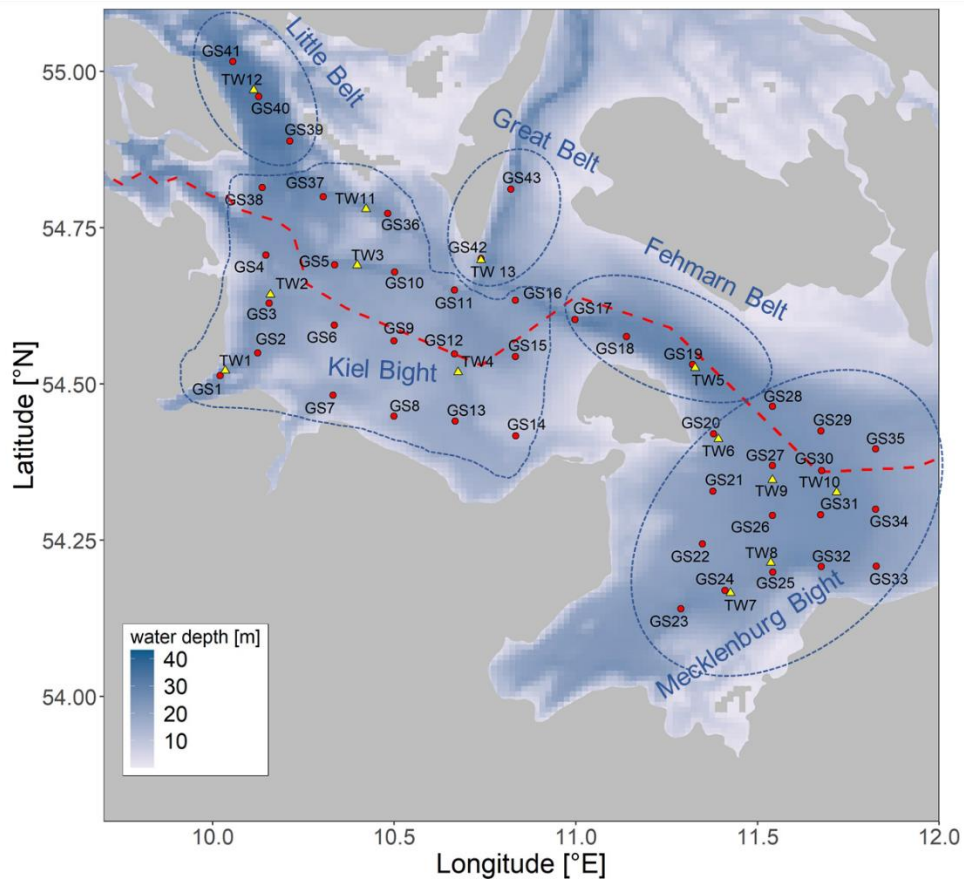 55.00
54.75
54.50
54.25
54.00
Latitude [°N]
10.0
10.5
11.0
11.5
12.0
Longitude [°E]
water depth [m]
40
30
20
10
Little Belt
GS41
TW12
GS40
GS39
Great Belt
GS43
GS42
TW 13
GS38
GS37
TW11
GS36
GS4
GS5
TW3
GS10
TW2
GS3
GS11
GS16
GS2
GS6
GS9
GS12
GS15
TW1
GS1
Kiel Bight
TW4
GS7
GS8
GS13
GS14
Fehmarn Belt
GS17
GS18
GS19
TW5
GS28
GS20
TW6
GS29
GS35
GS27
GS30
GS21
TW9
TW10
GS31
GS34
GS26
GS22
TW8
GS32
GS33
GS24
GS25
TW7
GS23
Mecklenburg Bight